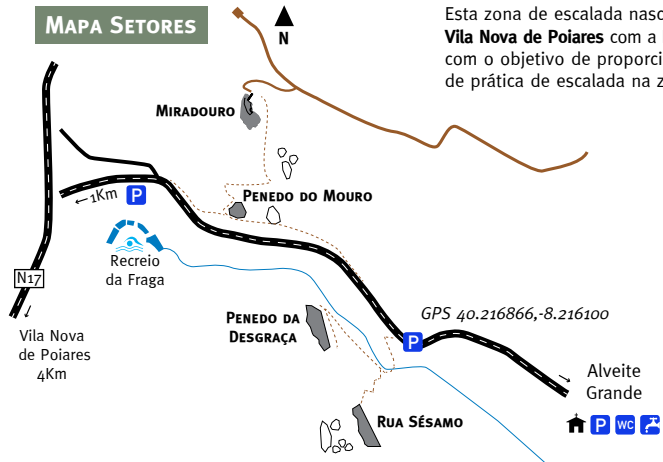 MAPA SETORES
N
Esta zona de escalada nasc
Vila Nova de Poiares com a
com o objetivo de proporci
de prática de escalada na z
MIRADOURO
PENEDO DO MOURO
←1Km
P
Recreio
da Fraga
N17
Vila Nova
de Poiares
4Km
PENEDO DA
DESGRAÇA
GPS 40.216866,-8.216100
P
Alveite
Grande
P WC
RUA SÉSAMO